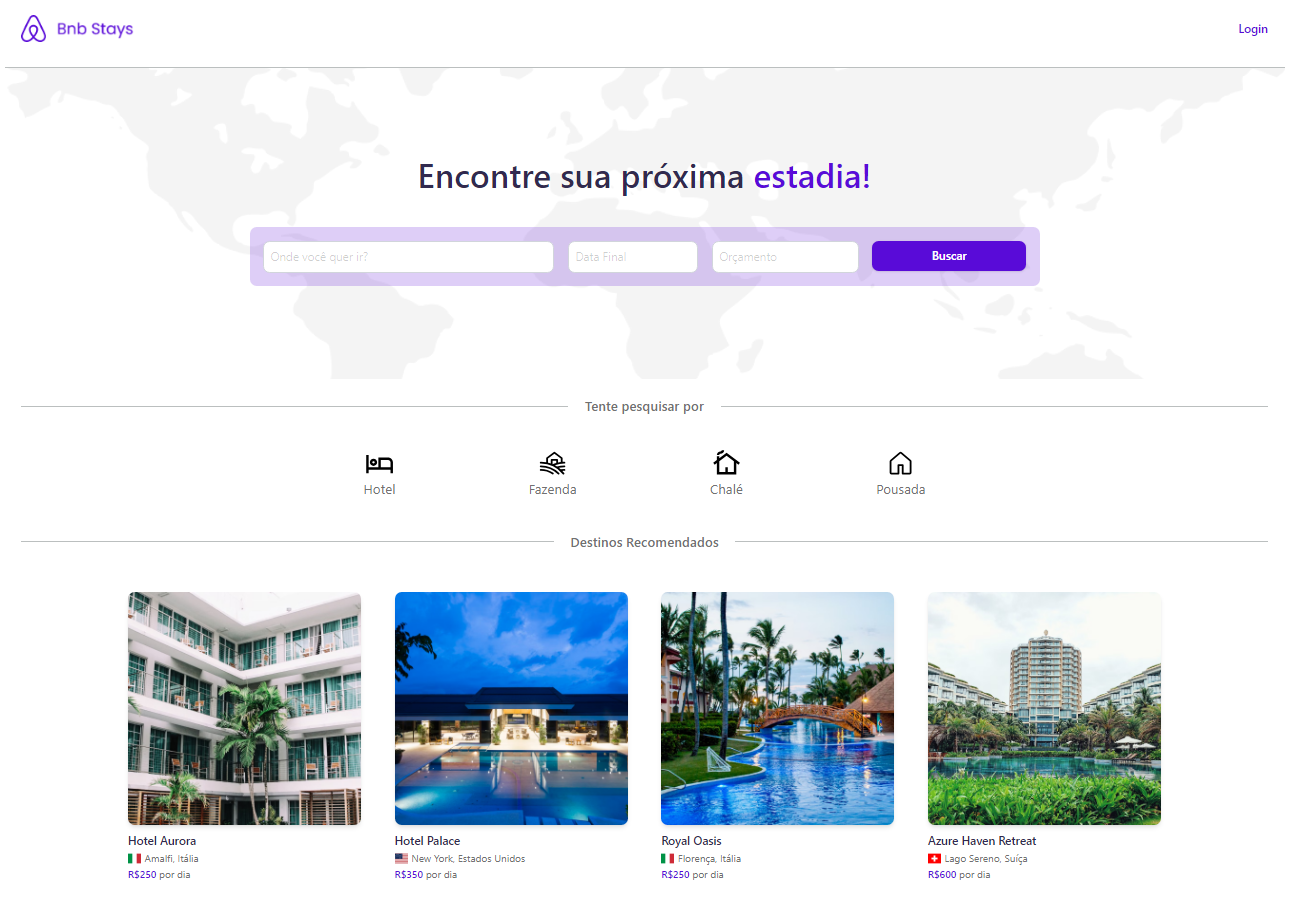 Bnb Stays
Login
Encontre sua próxima estadia!
Onde você quer ir?
Data Final
Orçamento
Buscar
Tente pesquisar por
Hotel
Fazenda
Chalé
Pousada
Destinos Recomendados
Hotel Aurora
Amalfi, Itália
R$250 por dia
Hotel Palace
New York, Estados Unidos
R$350 por dia
Royal Oasis
Florença, Itália
R$250 por dia
Azure Haven Retreat
Lago Sereno, Suíça
R$600 por dia